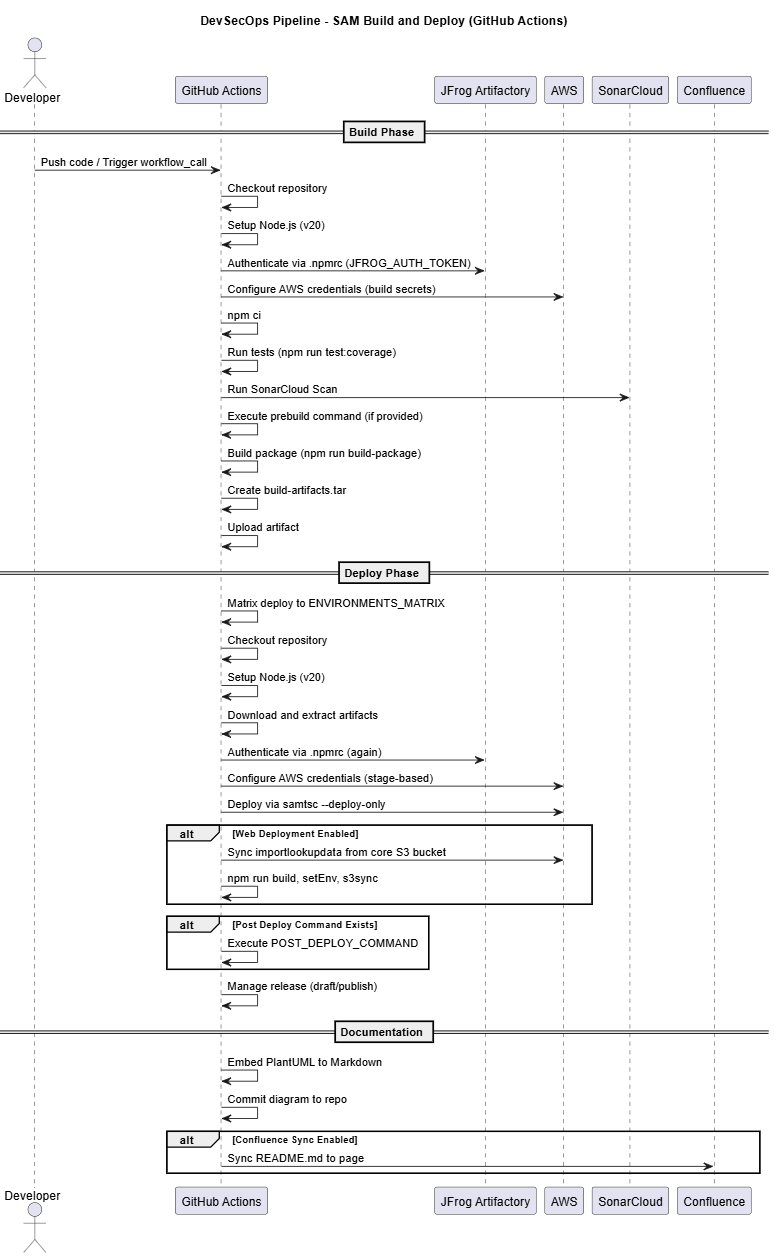 DevSecOps Pipeline - SAM Build and Deploy (GitHub Actions)
Developer
GitHub Actions
JFrog Artifactory
AWS
SonarCloud
Confluence
Build Phase
Push code / Trigger workflow_call
Checkout repository
Setup Node.js (v20)
Authenticate via .npmrc (JFROG_AUTH_TOKEN)
Configure AWS credentials (build secrets)
npm ci
Run tests (npm run test:coverage)
Run SonarCloud Scan
Execute prebuild command (if provided)
Build package (npm run build-package)
Create build-artifacts.tar
Upload artifact
Deploy Phase
Matrix deploy to ENVIRONMENTS_MATRIX
Checkout repository
Setup Node.js (v20)
Download and extract artifacts
Authenticate via .npmrc (again)
Configure AWS credentials (stage-based)
Deploy via samtsc --deploy-only
alt [Web Deployment Enabled]
Sync importlookupdata from core S3 bucket
npm run build, setEnv, s3sync
alt [Post Deploy Command Exists]
Execute POST_DEPLOY_COMMAND
Manage release (draft/publish)
Documentation
Embed PlantUML to Markdown
Commit diagram to repo
alt [Confluence Sync Enabled]
Sync README.md to page
Developer
GitHub Actions
JFrog Artifactory
AWS
SonarCloud
Confluence